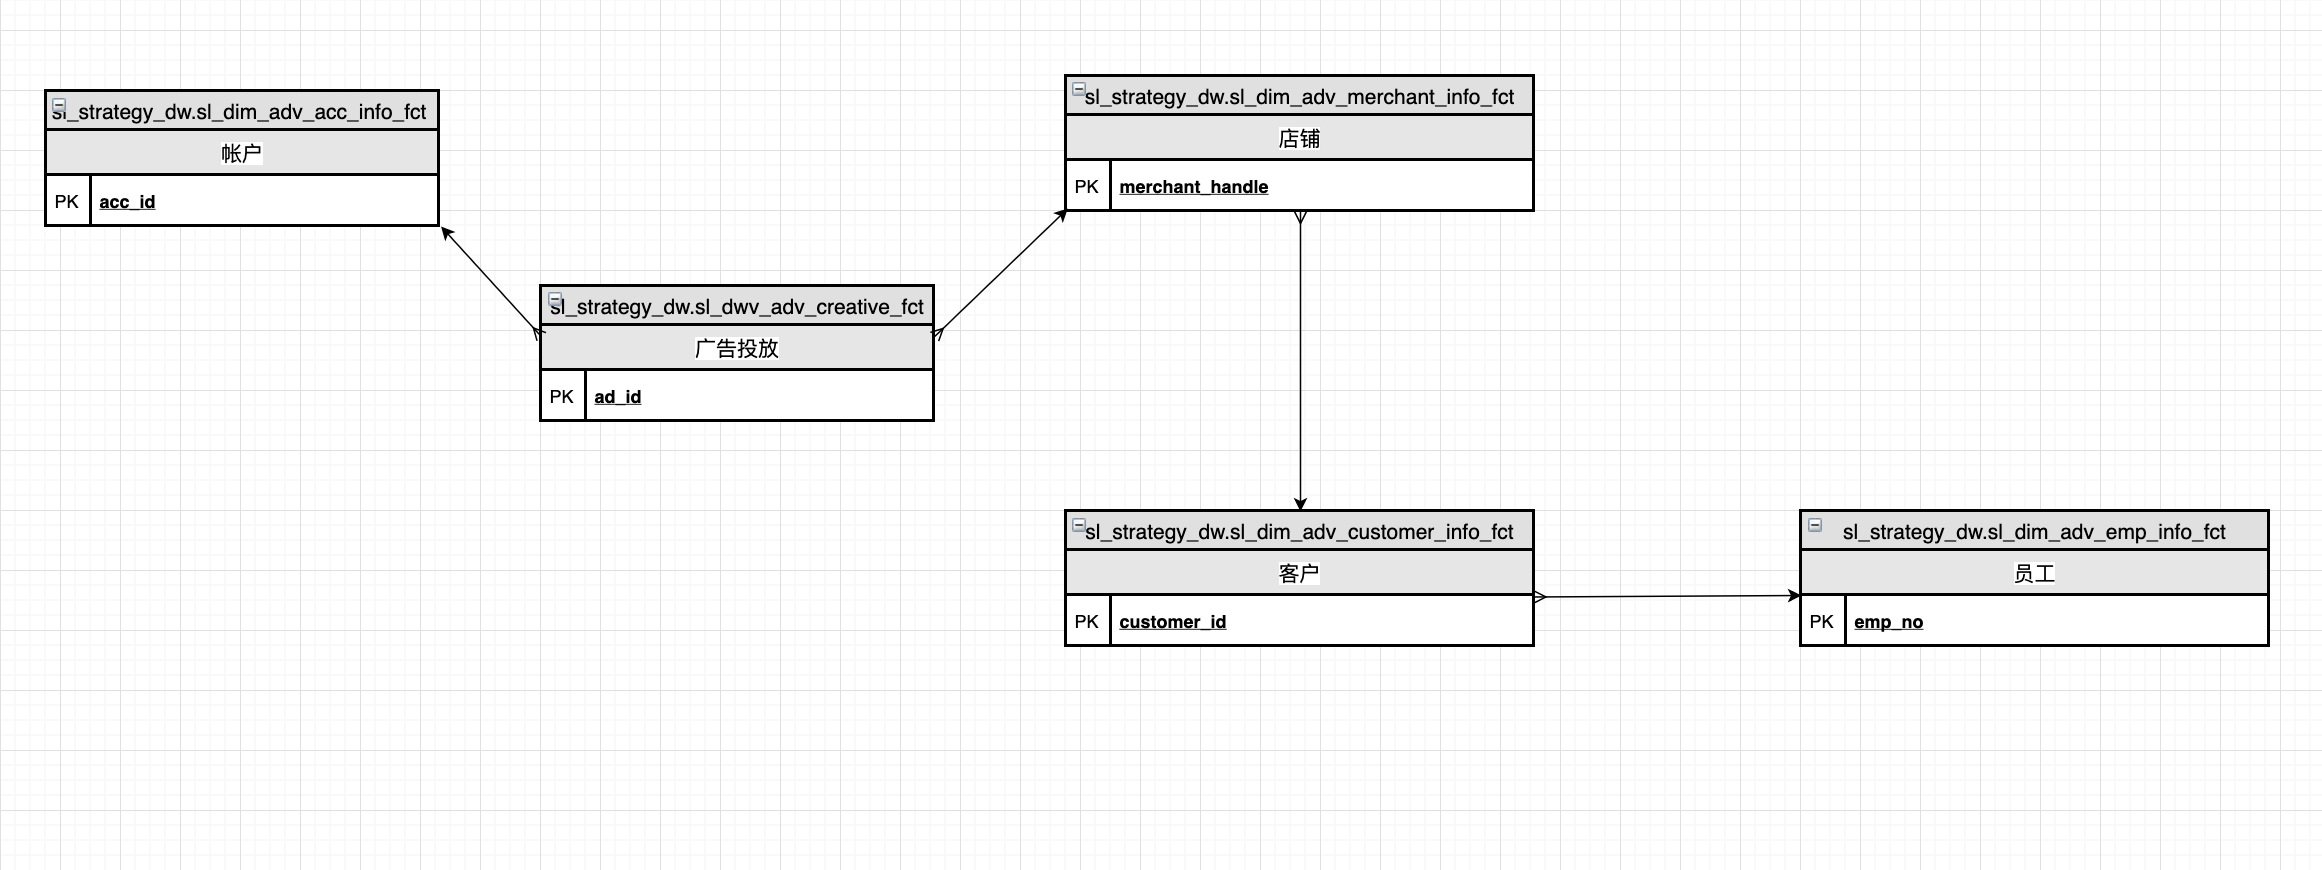 sl_strategy_dw.sl_dim_adv_acc_info_fct
帐户
PK acc_id
sl_strategy_dw.sl_dim_adv_merchant_info_fct
店铺
PK merchant_handle
sl_strategy_dw.sl_dwv_adv_creative_fct
广告投放
PK ad_id
sl_strategy_dw.sl_dim_adv_customer_info_fct
客户
PK customer_id
sl_strategy_dw.sl_dim_adv_emp_info_fct
员工
PK emp_no